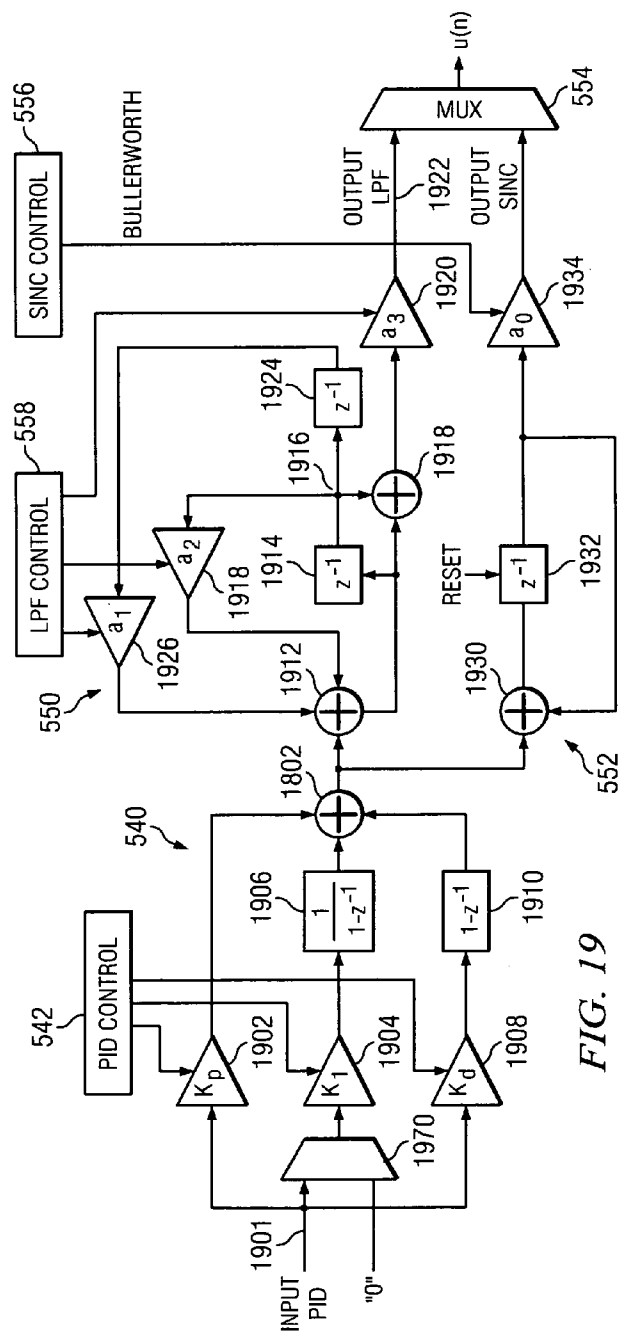 556
SINC CONTROL
BULLERWORTH
558
LPF CONTROL
550
a1
1926
a2
1918
1916
1924
z-1
1914
z-1
1912
1918
a3
1920
OUTPUT
LPF
1922
MUX
554
u(n)
OUTPUT
SINC
a0
1934
RESET
z-1
1932
1930
552
542
PID CONTROL
540
Kp
1902
1906
1
1-z-1
1802
K1
1904
1970
1901
INPUT
PID
"0"
Kd
1908
1-z-1
1910
FIG. 19